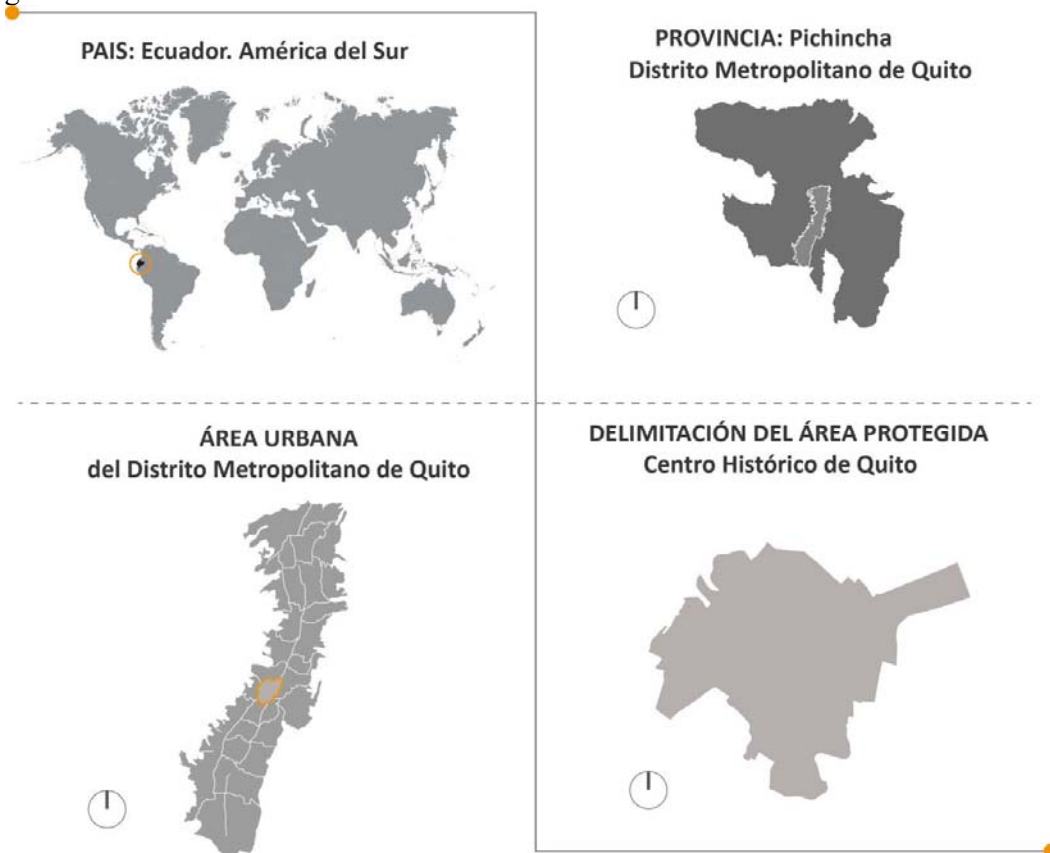 PAIS: Ecuador. América del Sur
PROVINCIA: Pichincha
Distrito Metropolitano de Quito
ÁREA URBANA
del Distrito Metropolitano de Quito
DELIMITACIÓN DEL ÁREA PROTEGIDA
Centro Histórico de Quito